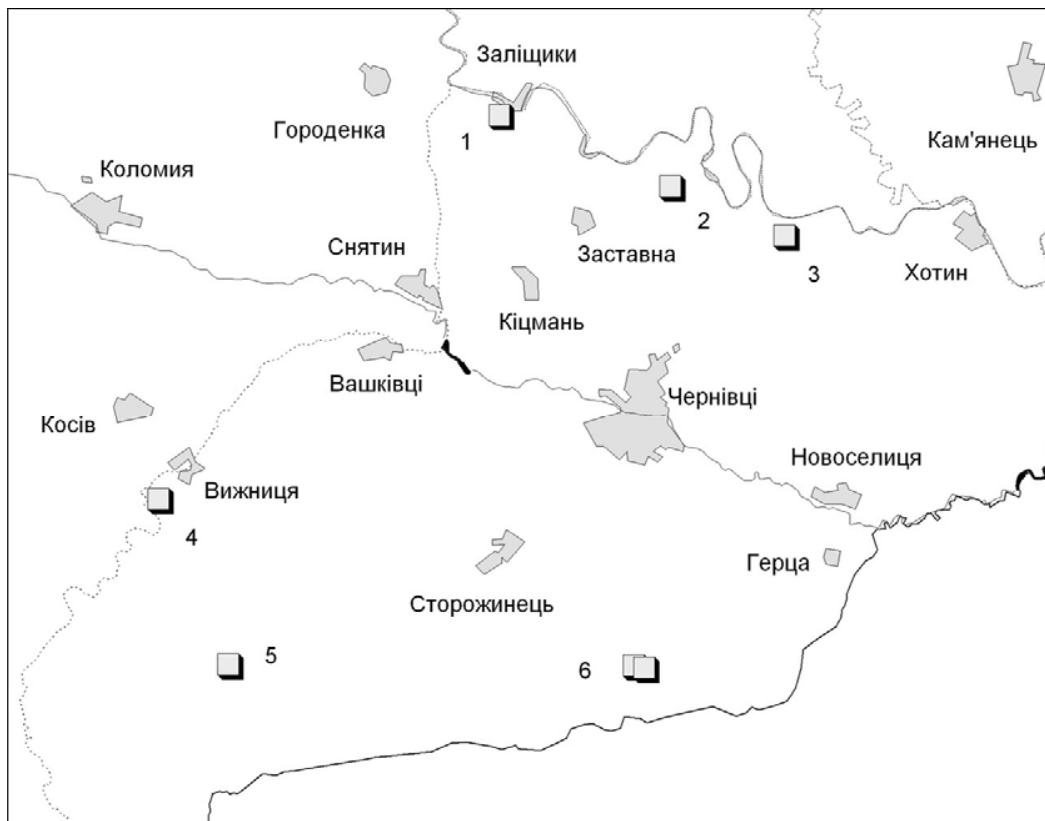 Заліщики
Городенка
1
Кам'янець
Коломия
2
Снятин
Заставна
3
Хотин
Кіцмань
Вашківці
Чернівці
Косів
Новоселиця
Вижниця
4
Герца
Сторожинець
5
6